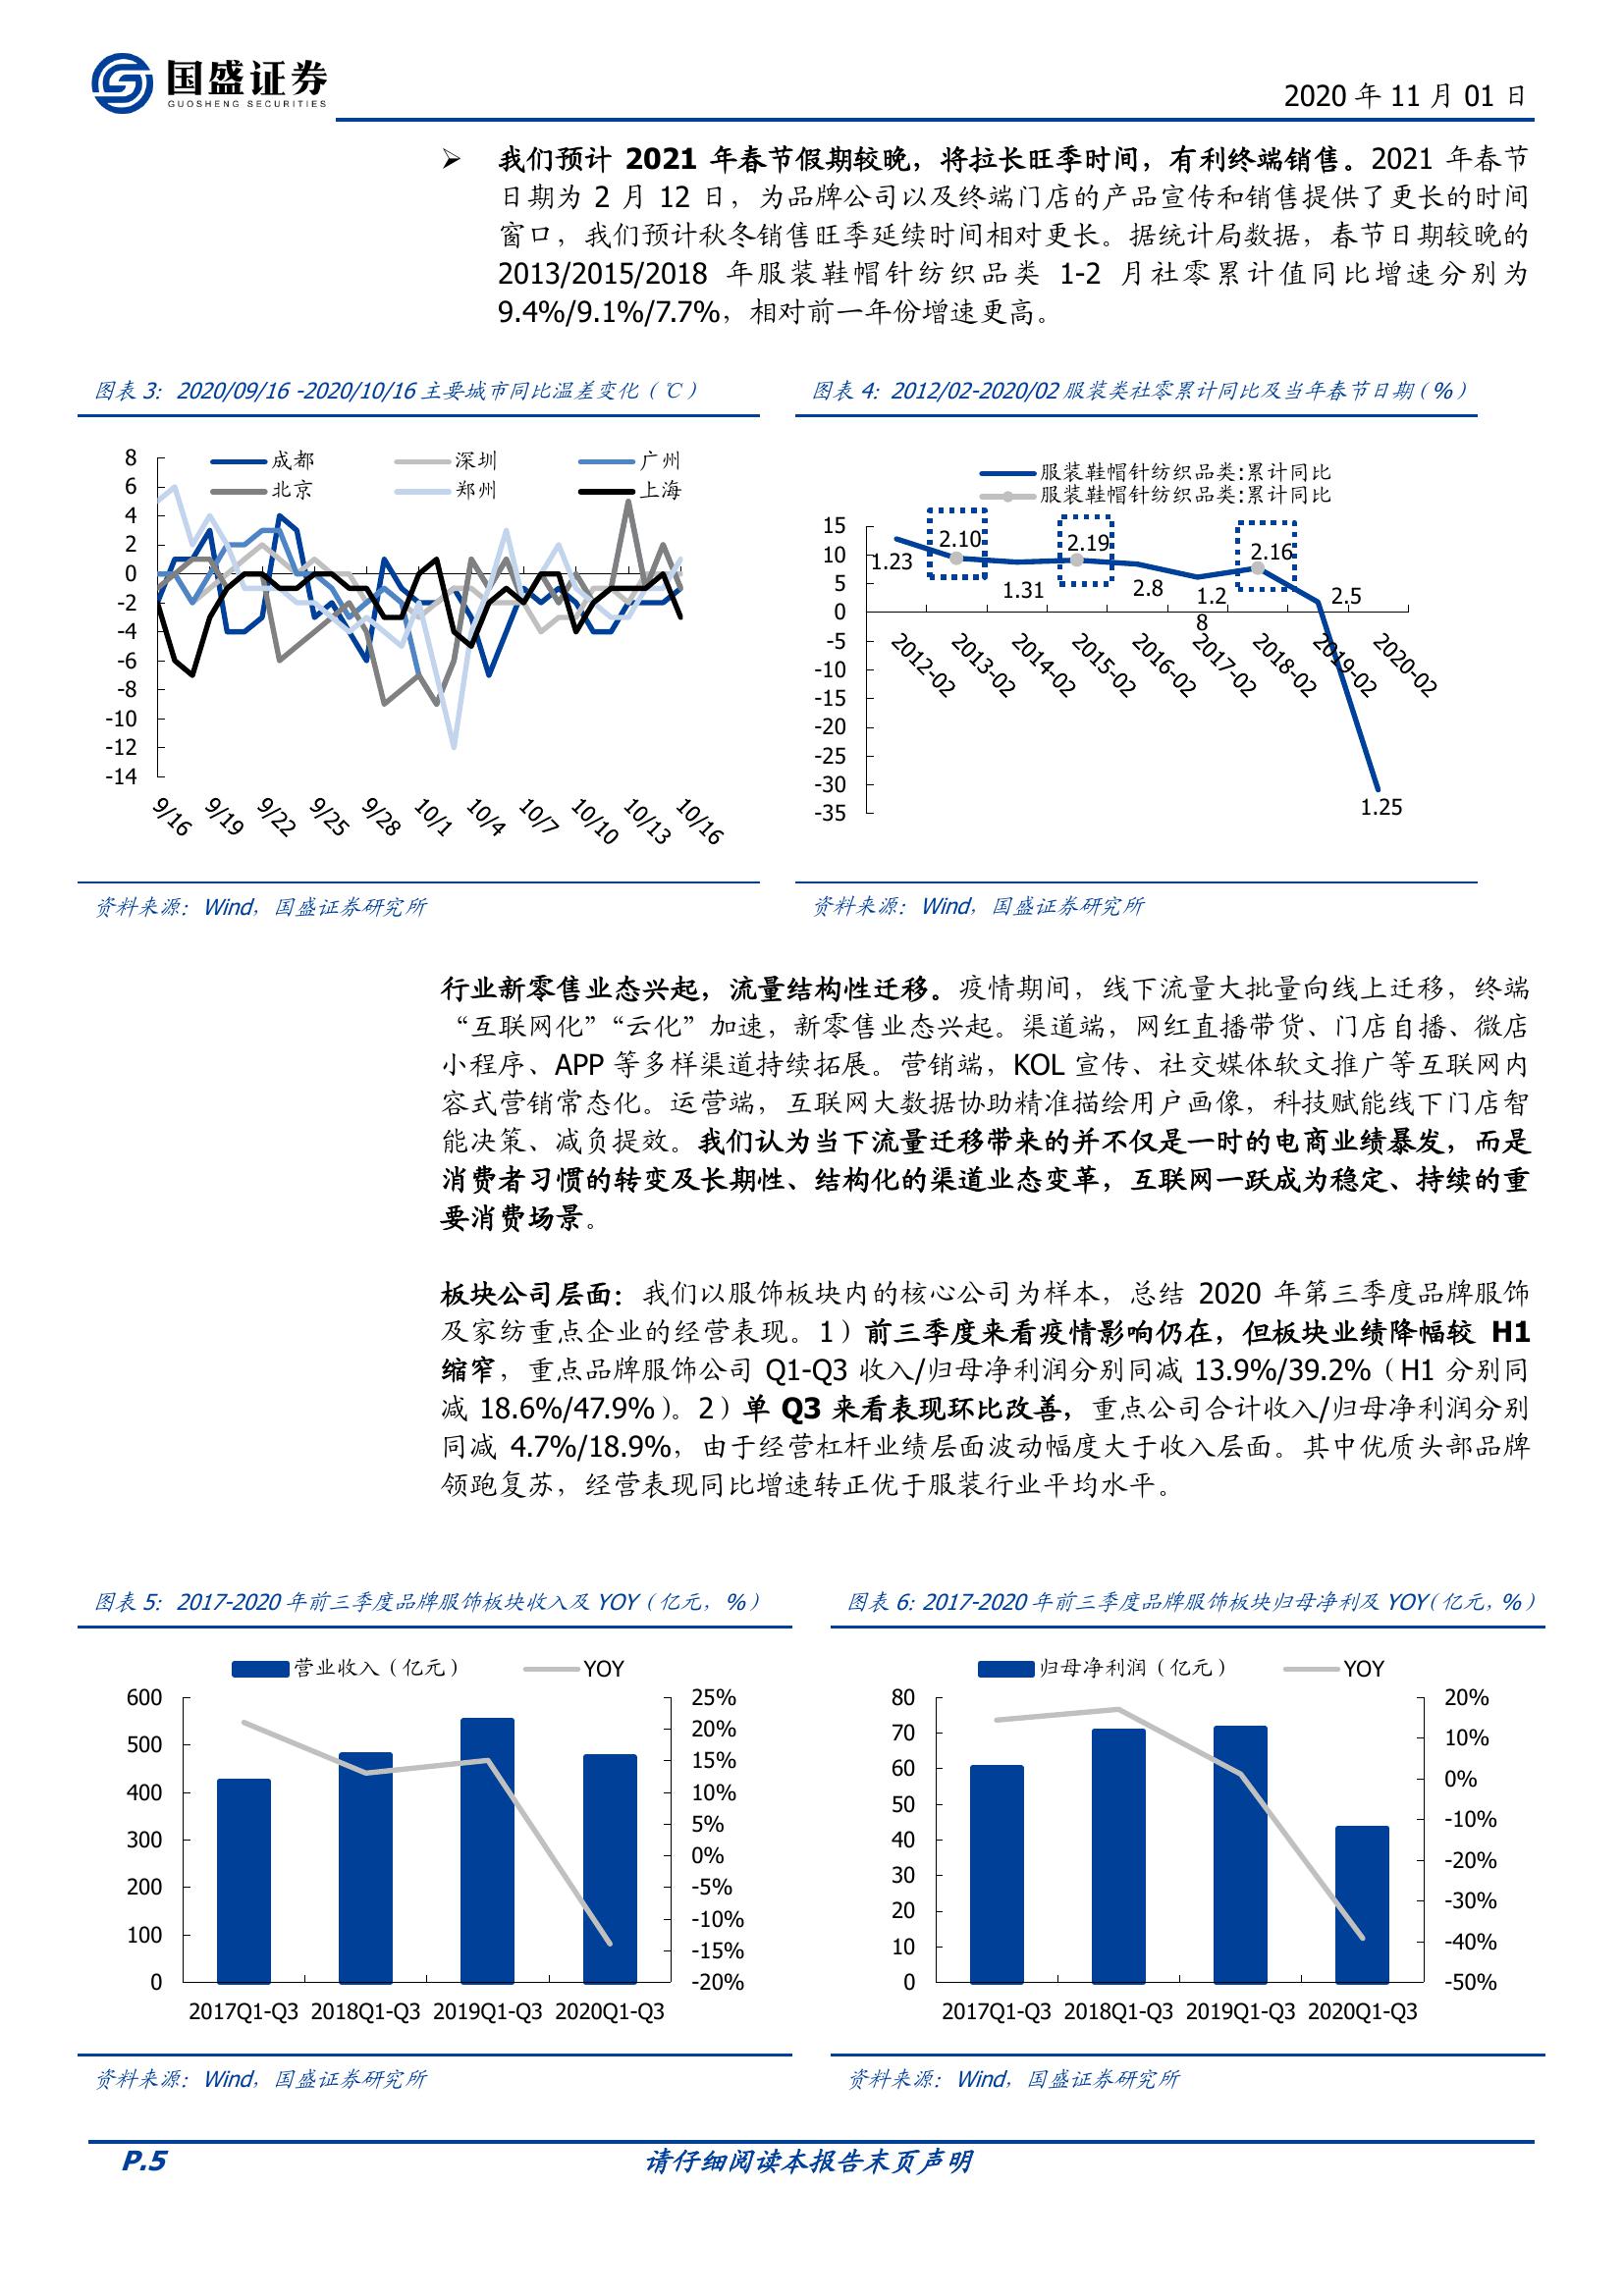 国盛证券
GUOSHENG SECURITIES
2020 年 11 月 01 日
➢ 我们预计 2021 年春节假期较晚，将拉长旺季时间，有利终端销售。2021 年春节
日期为 2 月 12 日，为品牌公司以及终端门店的产品宣传和销售提供了更长的时间
窗口，我们预计秋冬销售旺季延续时间相对更长。据统计局数据，春节日期较晚的
2013/2015/2018 年服装鞋帽针纺织品类 1-2 月社零累计值同比增速分别为
9.4%/9.1%/7.7%，相对前一年份增速更高。
图表 3：2020/09/16 -2020/10/16 主要城市同比温差变化（℃）
成都 深圳 广州
北京 郑州 上海
8
6
4
2
0
-2
-4
-6
-8
-10
-12
-14
9/16 9/19 9/22 9/25 9/28 10/1 10/4 10/7 10/10 10/13 10/16
资料来源：Wind，国盛证券研究所
图表 4：2012/02-2020/02 服装类社零累计同比及当年春节日期（%）
服装鞋帽针纺织品类:累计同比
服装鞋帽针纺织品类:累计同比
15
10
5
0
-5
-10
-15
-20
-25
-30
-35
1.23
2.10
1.31
2.19
2.8
1.2
8
2.16
2.5
1.25
2012-02 2013-02 2014-02 2015-02 2016-02 2017-02 2018-02 2019-02 2020-02
资料来源：Wind，国盛证券研究所
行业新零售业态兴起，流量结构性迁移。疫情期间，线下流量大批量向线上迁移，终端
“互联网化”“云化”加速，新零售业态兴起。渠道端，网红直播带货、门店自播、微店
小程序、APP 等多样渠道持续拓展。营销端，KOL 宣传、社交媒体软文推广等互联网内
容式营销常态化。运营端，互联网大数据协助精准描绘用户画像，科技赋能线下门店智
能决策、减负提效。我们认为当下流量迁移带来的并不仅是一时的电商业绩暴发，而是
消费者习惯的转变及长期性、结构化的渠道业态变革，互联网一跃成为稳定、持续的重
要消费场景。
板块公司层面：我们以服饰板块内的核心公司为样本，总结 2020 年第三季度品牌服饰
及家纺重点企业的经营表现。1）前三季度来看疫情影响仍在，但板块业绩降幅较 H1
缩窄，重点品牌服饰公司 Q1-Q3 收入/归母净利润分别同减 13.9%/39.2%（H1 分别同
减 18.6%/47.9%）。2）单 Q3 来看表现环比改善，重点公司合计收入/归母净利润分别
同减 4.7%/18.9%，由于经营杠杆业绩层面波动幅度大于收入层面。其中优质头部品牌
领跑复苏，经营表现同比增速转正优于服装行业平均水平。
图表 5：2017-2020 年前三季度品牌服饰板块收入及 YOY（亿元，%）
营业收入（亿元） YOY
600
500
400
300
200
100
0
25%
20%
15%
10%
5%
0%
-5%
-10%
-15%
-20%
2017Q1-Q3 2018Q1-Q3 2019Q1-Q3 2020Q1-Q3
资料来源：Wind，国盛证券研究所
图表 6：2017-2020 年前三季度品牌服饰板块归母净利及 YOY（亿元，%）
归母净利润（亿元） YOY
80
70
60
50
40
30
20
10
0
20%
10%
0%
-10%
-20%
-30%
-40%
-50%
2017Q1-Q3 2018Q1-Q3 2019Q1-Q3 2020Q1-Q3
资料来源：Wind，国盛证券研究所
P.5
请仔细阅读本报告末页声明